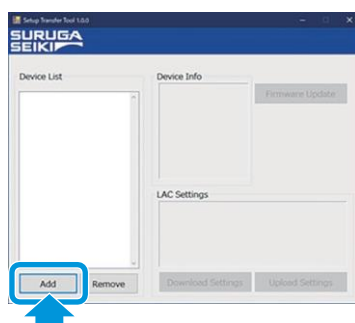 Setup Transfer Tool 1.0.0
SURUGA
SEIKI
Device List
Device Info
Firmware Update
LAC Settings
Add
Remove
Download Settings
Upload Settings